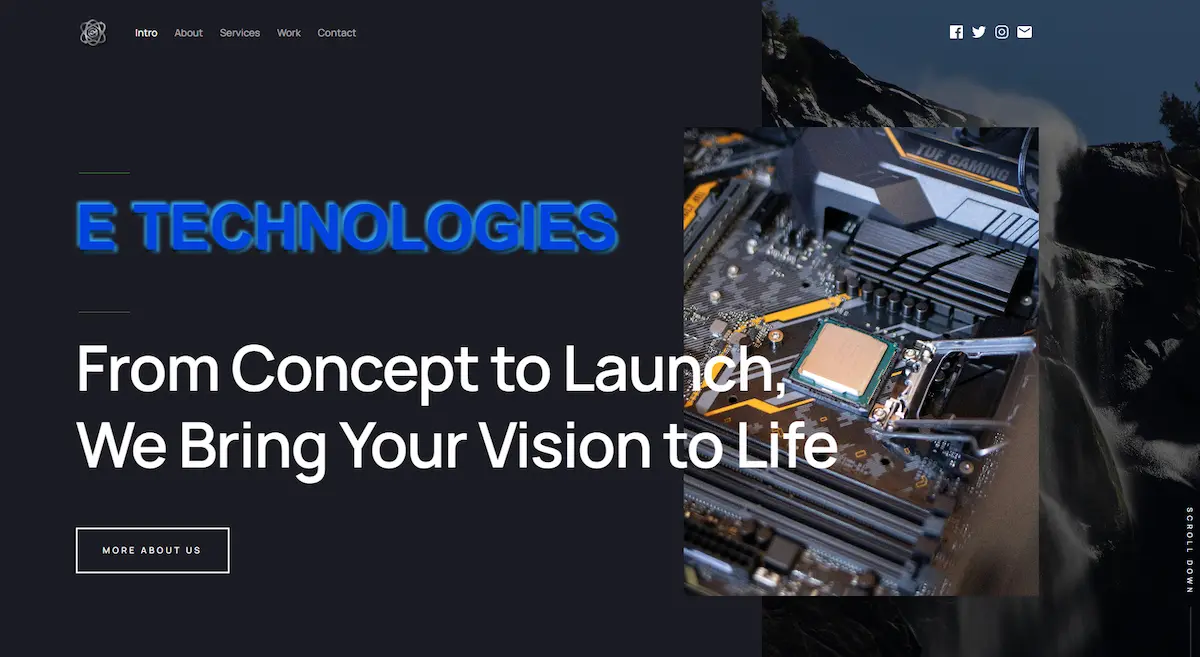 Intro About Services Work Contact
E TECHNOLOGIES
TUF GAMING
From Concept to Launch,
We Bring Your Vision to Life
MORE ABOUT US
SCROLL DOWN